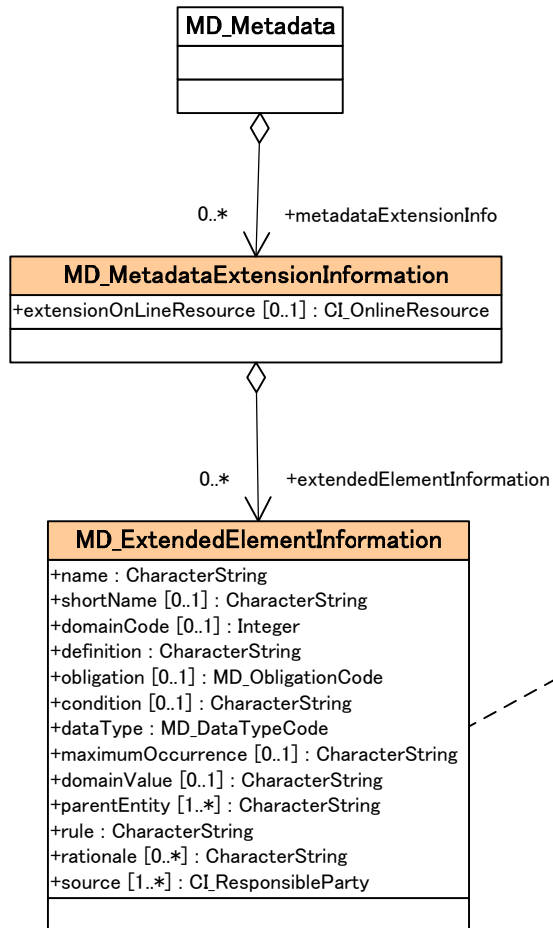 MD_Metadata
0..* +metadataExtensionInfo
MD_MetadataExtensionInformation
+extensionOnLineResource [0..1] : CI_OnlineResource
0..* +extendedElementInformation
MD_ExtendedElementInformation
+name : CharacterString
+shortName [0..1] : CharacterString
+domainCode [0..1] : Integer
+definition : CharacterString
+obligation [0..1] : MD_ObligationCode
+condition [0..1] : CharacterString
+dataType : MD_DataTypeCode
+maximumOccurrence [0..1] : CharacterString
+domainValue [0..1] : CharacterString
+parentEntity [1..*] : CharacterString
+rule : CharacterString
+rationale [0..*] : CharacterString
+source [1..*] : CI_ResponsibleParty